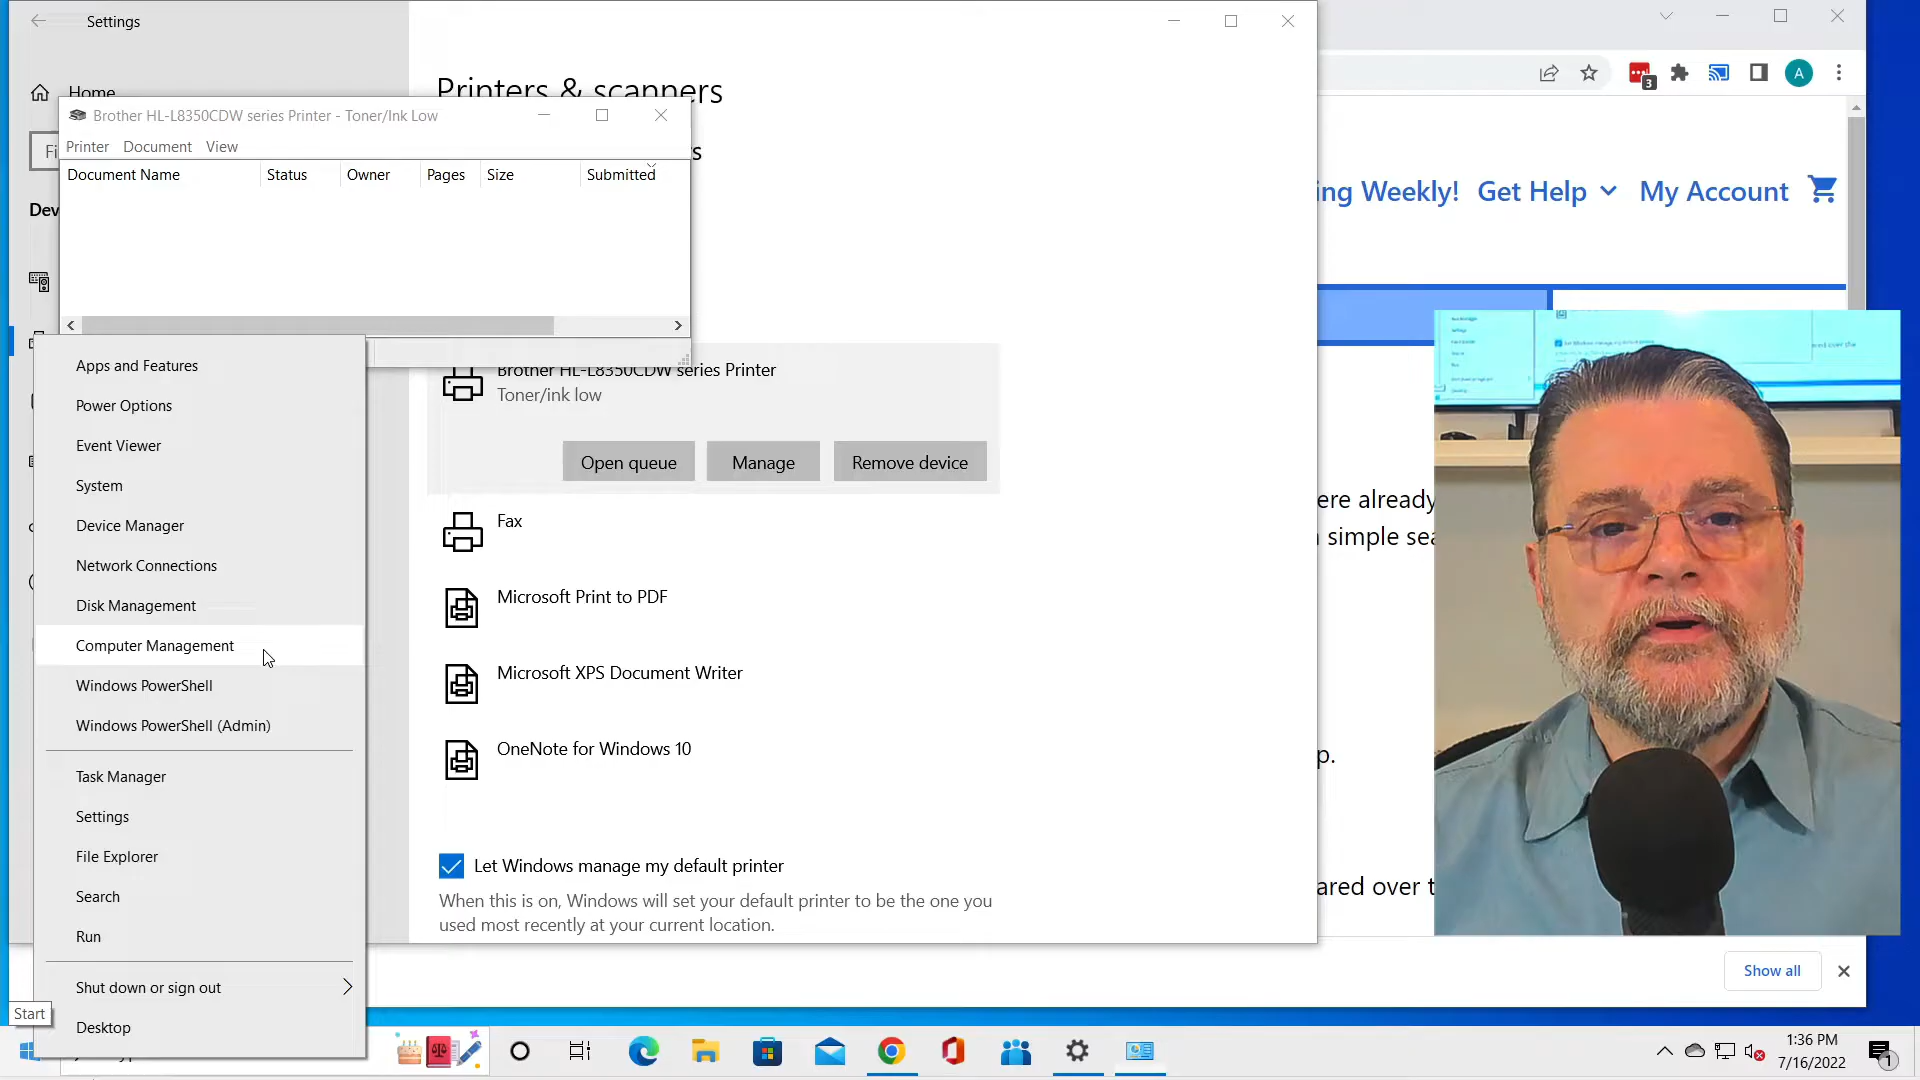 Settings
Home
Printers & scanners
Brother HL-L8350CDW series Printer - Toner/Ink Low
Printer Document View
Fi
rs
Document Name Status Owner Pages Size Submitted
Dev
ing Weekly! Get Help My Account
3
A
Apps and Features
Power Options
Event Viewer
System
Device Manager
Network Connections
Disk Management
Computer Management
Windows PowerShell
Windows PowerShell (Admin)
Task Manager
Settings
File Explorer
Search
Run
Shut down or sign out
Desktop
Start
Brother HL-L8350CDW series Printer
Toner/ink low
Open queue Manage Remove device
Fax
Microsoft Print to PDF
Microsoft XPS Document Writer
OneNote for Windows 10
Let Windows manage my default printer
When this is on, Windows will set your default printer to be the one you
used most recently at your current location.
ere already
simple sea
p.
ared over t
Show all
1:36 PM
7/16/2022
1